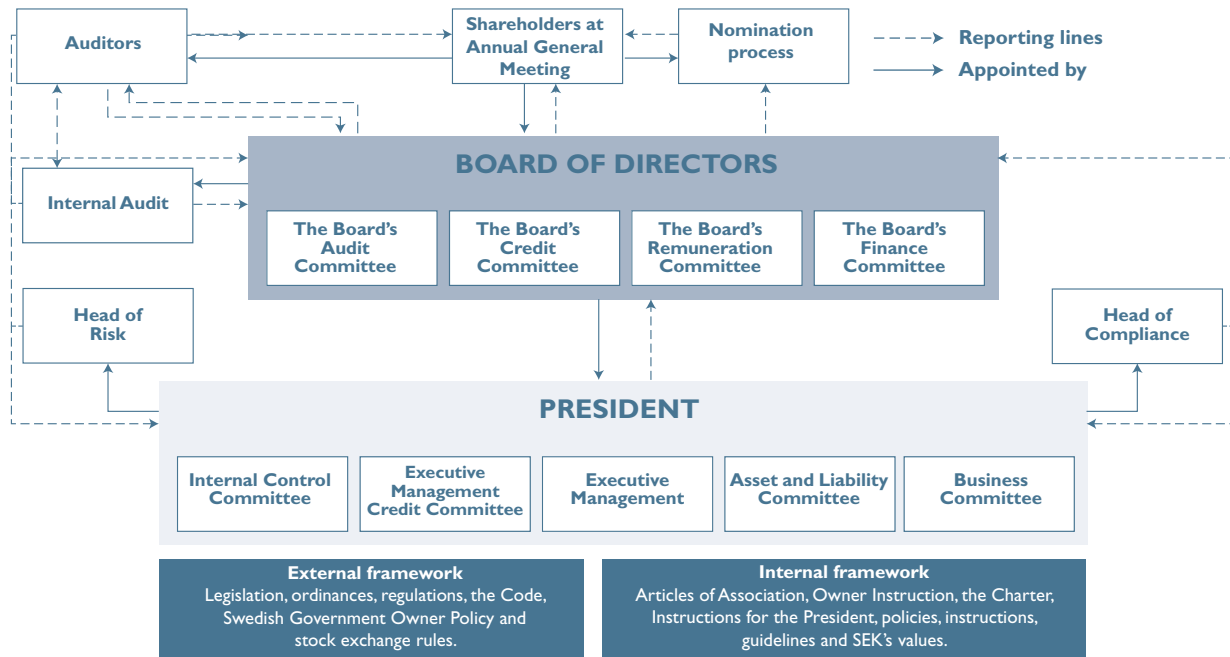 Auditors
Shareholders at
Annual General
Meeting
Nomination
process
Reporting lines
Appointed by
BOARD OF DIRECTORS
Internal Audit
The Board's
Audit
Committee
The Board's
Credit
Committee
The Board's
Remuneration
Committee
The Board's
Finance
Committee
Head of
Risk
Head of
Compliance
PRESIDENT
Internal Control
Committee
Executive
Management
Credit Committee
Executive
Management
Asset and Liability
Committee
Business
Committee
External framework
Legislation, ordinances, regulations, the Code,
Swedish Government Owner Policy and
stock exchange rules.
Internal framework
Articles of Association, Owner Instruction, the Charter,
Instructions for the President, policies, instructions,
guidelines and SEK's values.